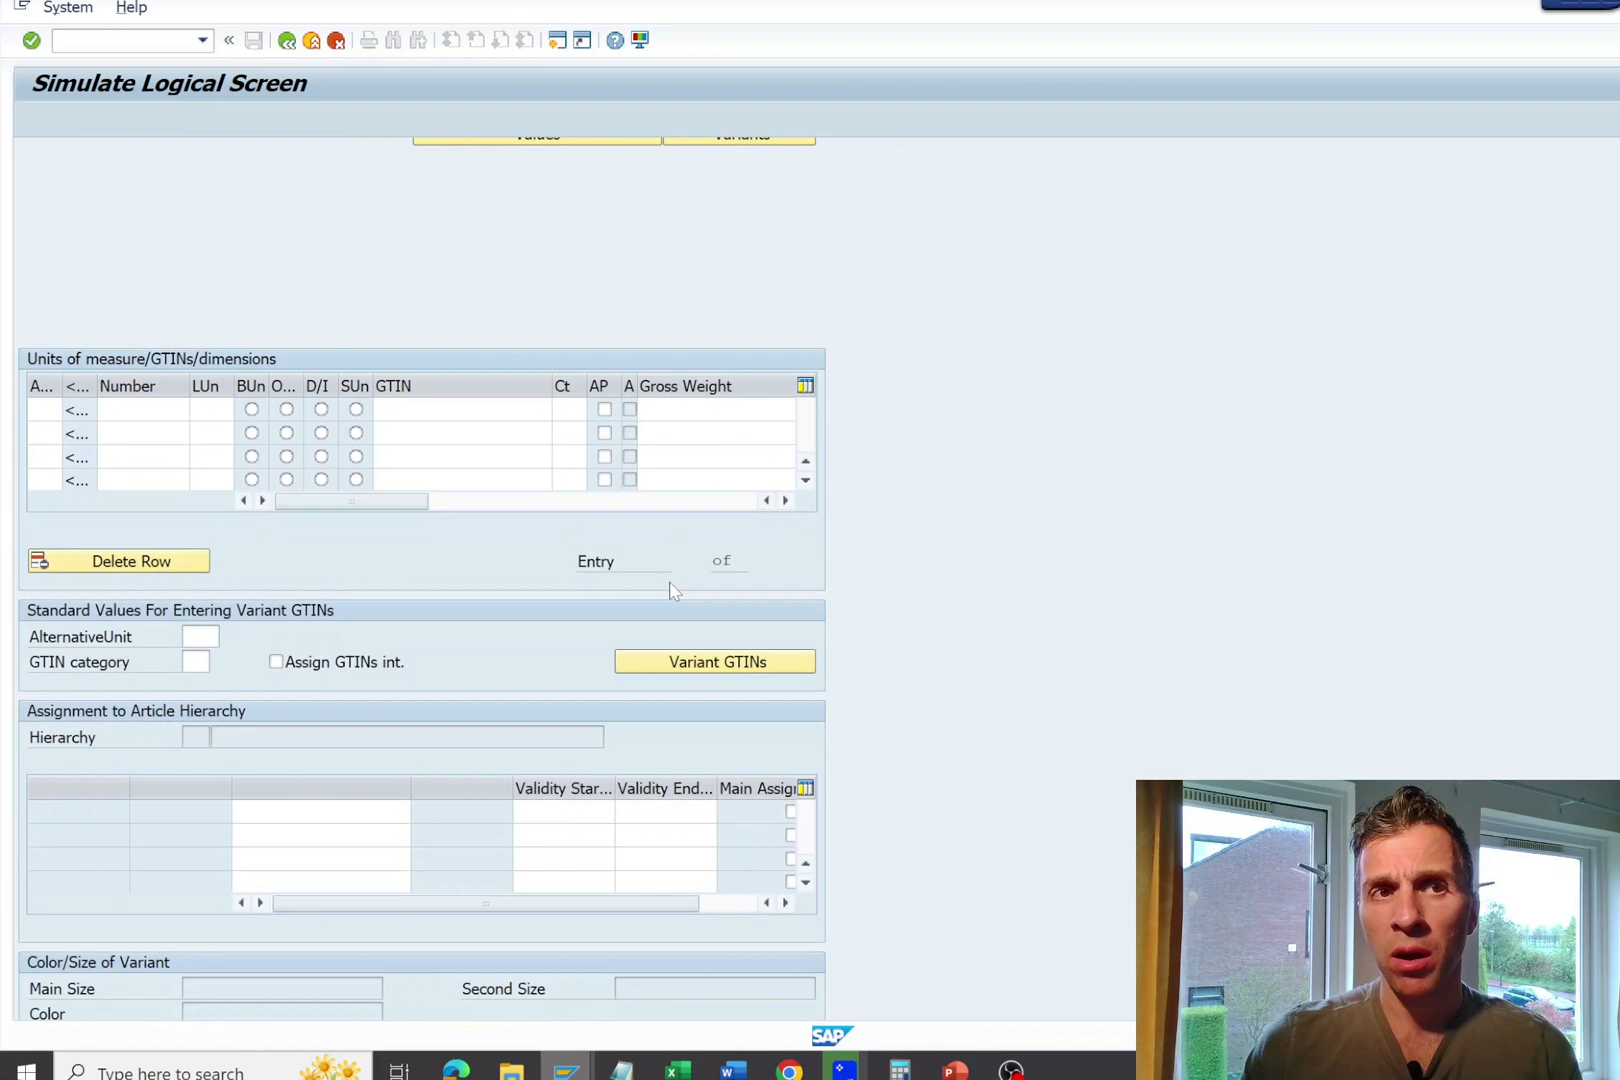 System Help
Simulate Logical Screen
Values Variants
Units of measure/GTINs/dimensions
A... <... Number LUn BUn O... D/I SUn GTIN Ct AP A Gross Weight
<...
<...
<...
<...
Delete Row Entry of
Standard Values For Entering Variant GTINs
AlternativeUnit
GTIN category Assign GTINs int. Variant GTINs
Assignment to Article Hierarchy
Hierarchy
Validity Star... Validity End... Main Assig
Color/Size of Variant
Main Size Second Size
Color
SAP
Type here to search